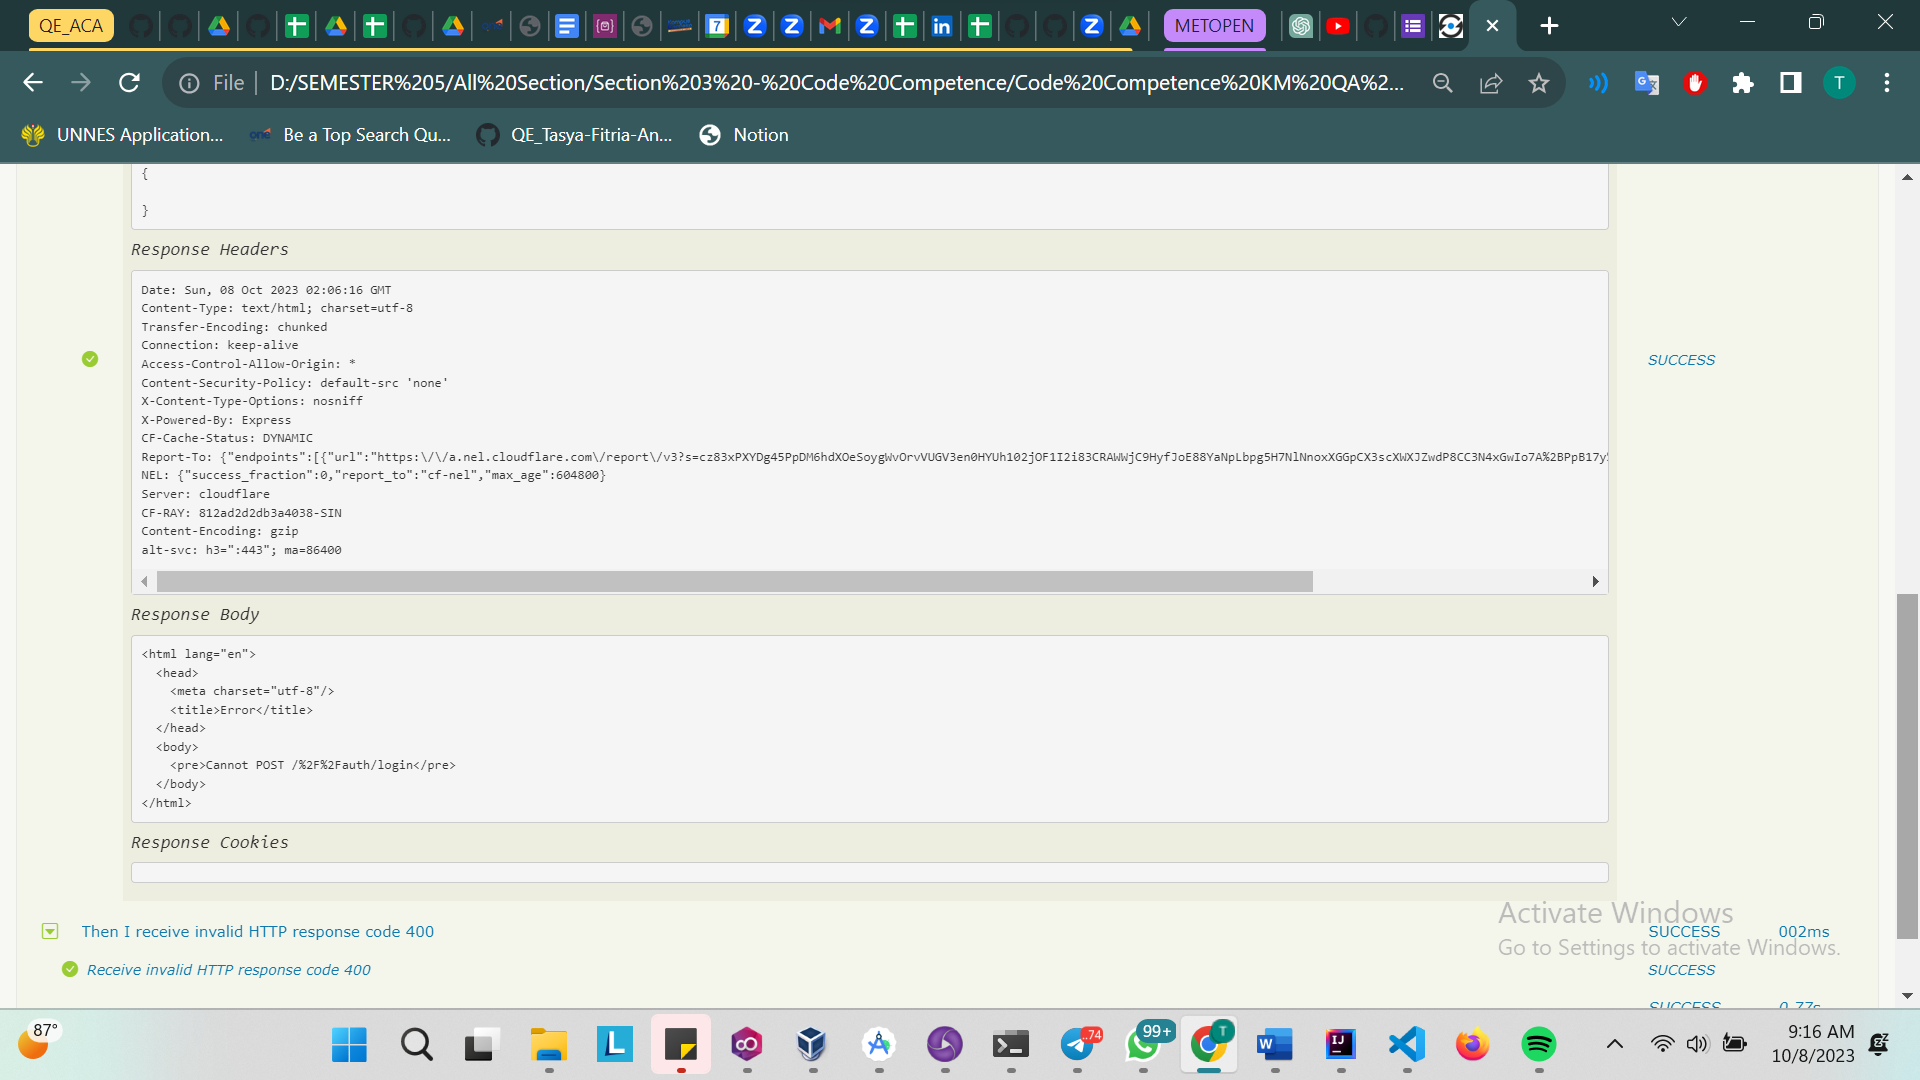 QE_ACA
METOPEN
File
D:/SEMESTER%205/All%20Section/Section%203%20-%20Code%20Competence/Code%20Competence%20KM%20QA%2...
T
UNNES Application...
one
Be a Top Search Qu...
QE_Tasya-Fitria-An...
Notion
{
}
Response Headers
Date: Sun, 08 Oct 2023 02:06:16 GMT
Content-Type: text/html; charset=utf-8
Transfer-Encoding: chunked
Connection: keep-alive
Access-Control-Allow-Origin: *
Content-Security-Policy: default-src 'none'
X-Content-Type-Options: nosniff
X-Powered-By: Express
CF-Cache-Status: DYNAMIC
Report-To: {"endpoints":[{"url":"https:\/\/a.nel.cloudflare.com\/report\/v3?s=
NEL: {"success_fraction":0,"report_to":"cf-nel","max_age":604800}
Server: cloudflare
CF-RAY: 812ad2d2db3a4038-SIN
Content-Encoding: gzip
alt-svc: h3=":443"; ma=86400
SUCCESS
Response Body
<html lang="en">
<head>
<meta charset="utf-8"/>
<title>Error</title>
</head>
<body>
<pre>Cannot POST /%2F%2Fauth/login</pre>
</body>
</html>
Response Cookies
Then I receive invalid HTTP response code 400
SUCCESS
002ms
Receive invalid HTTP response code 400
SUCCESS
SUCCESS
0.77s
Activate Windows
Go to Settings to activate Windows.
87°
74
99+
T
9:16 AM
10/8/2023